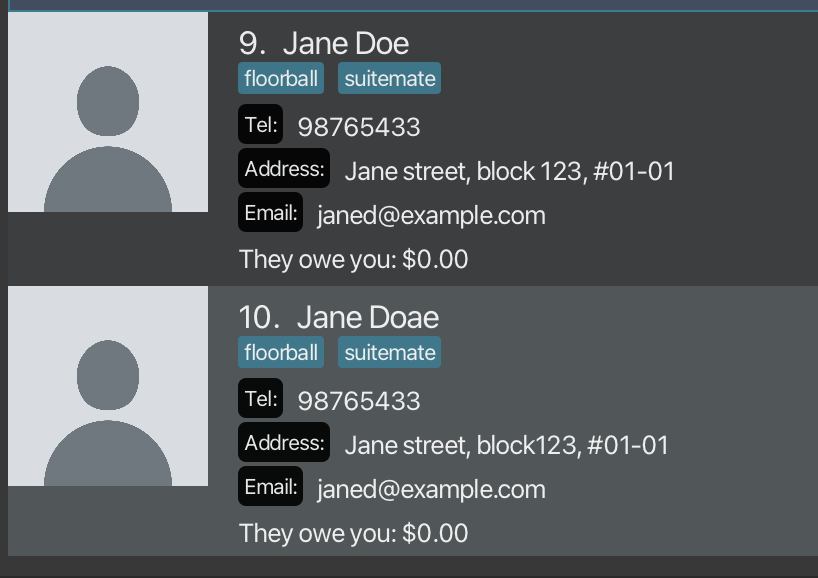 9. Jane Doe
floorball suitemate
Tel: 98765433
Address: Jane street, block 123, #01-01
Email: janed@example.com
They owe you: $0.00
10. Jane Doae
floorball suitemate
Tel: 98765433
Address: Jane street, block123, #01-01
Email: janed@example.com
They owe you: $0.00